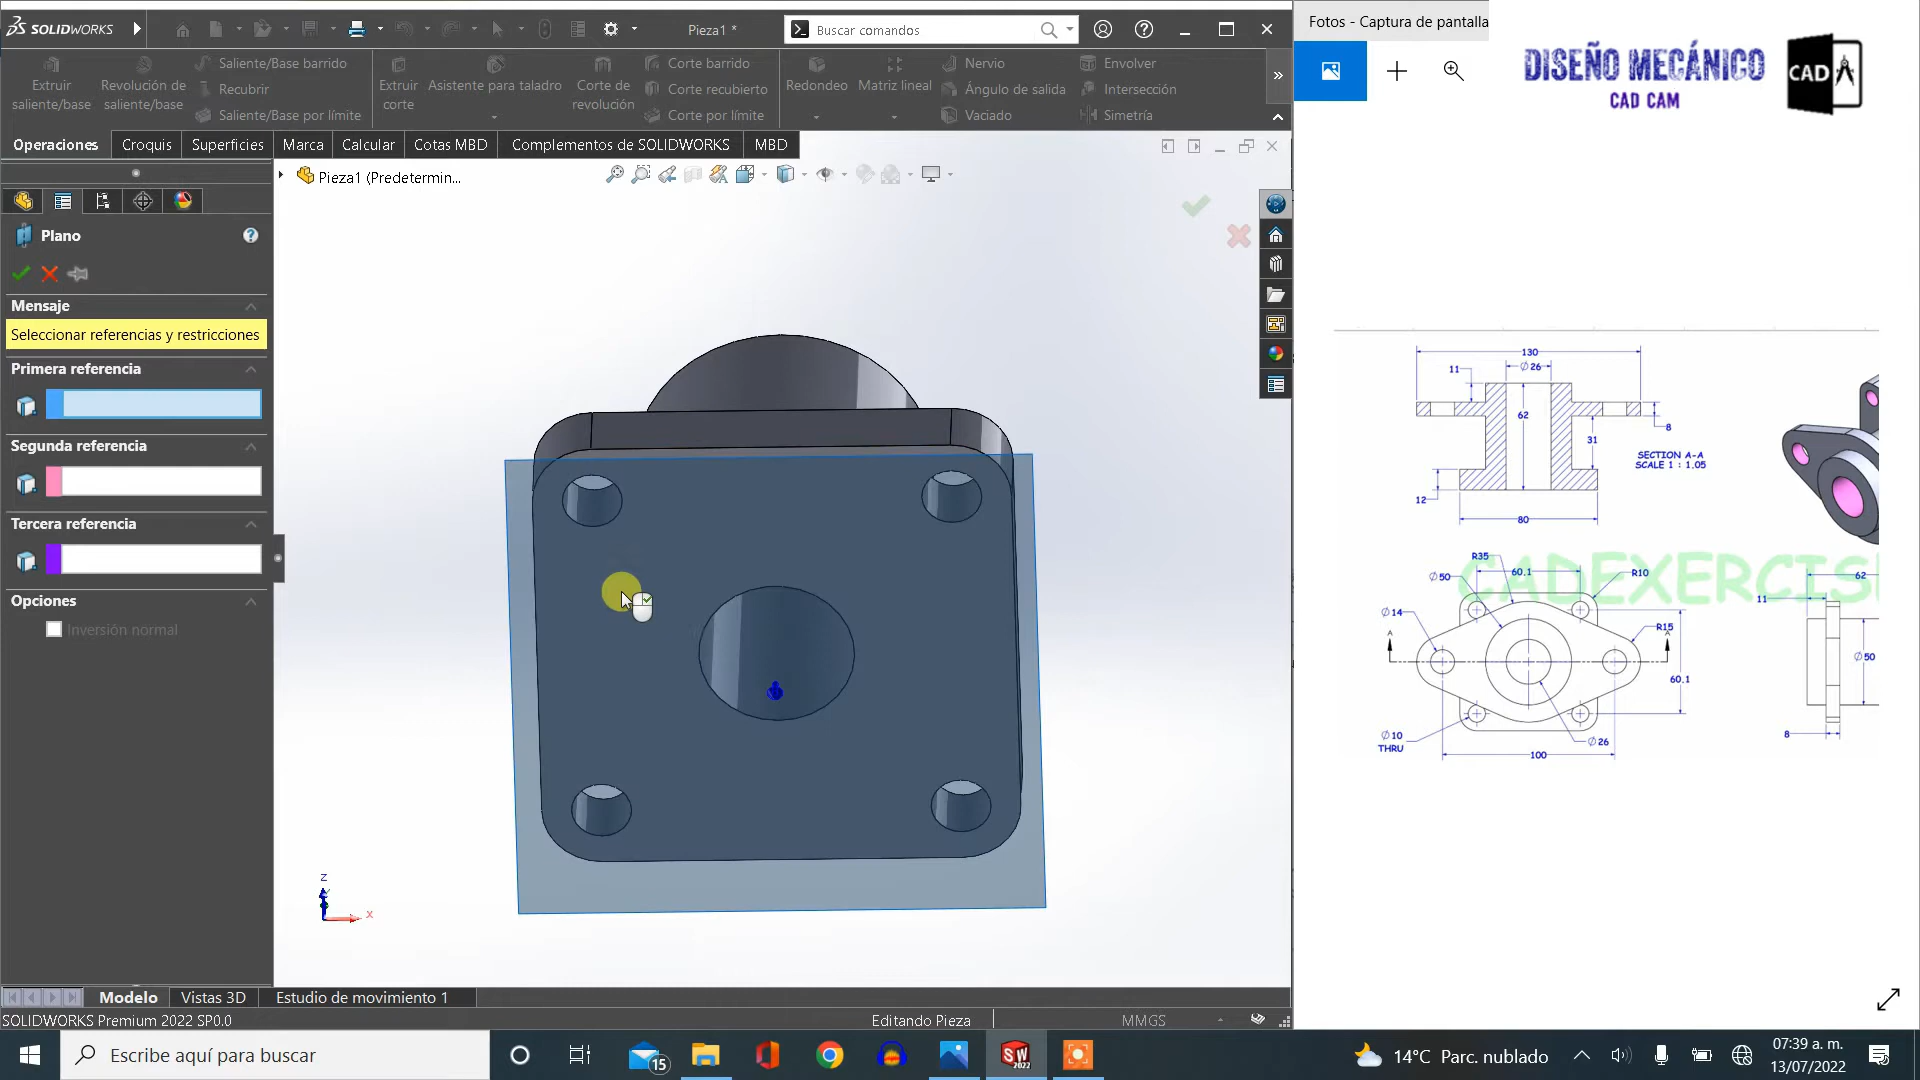 SOLIDWORKS
Pieza1 *
Buscar comandos
Extruir
saliente/base
Revolución de
saliente/base
Saliente/Base barrido
Recubrir
Saliente/Base por límite
Extruir
corte
Asistente para taladro
Corte de
revolución
Corte barrido
Corte recubierto
Corte por límite
Redondeo
Matriz lineal
Nervio
Ángulo de salida
Vaciado
Envolver
Intersección
Simetría
Operaciones
Croquis
Superficies
Marca
Calcular
Cotas MBD
Complementos de SOLIDWORKS
MBD
Pieza1 (Predetermin...
Plano
Mensaje
Seleccionar referencias y restricciones
Primera referencia
Segunda referencia
Tercera referencia
Opciones
Inversión normal
z
x
Modelo
Vistas 3D
Estudio de movimiento 1
SOLIDWORKS Premium 2022 SP0.0
Editando Pieza
MMGS
Fotos - Captura de pantalla
DISEÑO MECÁNICO
CAD CAM
CAD
130
Ø26
11
62
8
31
SECTION A-A
SCALE 1 : 1.05
12
80
CADEXERCIS
R35
60.1
Ø50
R10
62
Ø14
11
R15
A
A
Ø50
60.1
Ø10
THRU
Ø26
8
100
Escribe aquí para buscar
15
SW
2022
14°C Parc. nublado
07:39 a. m.
13/07/2022